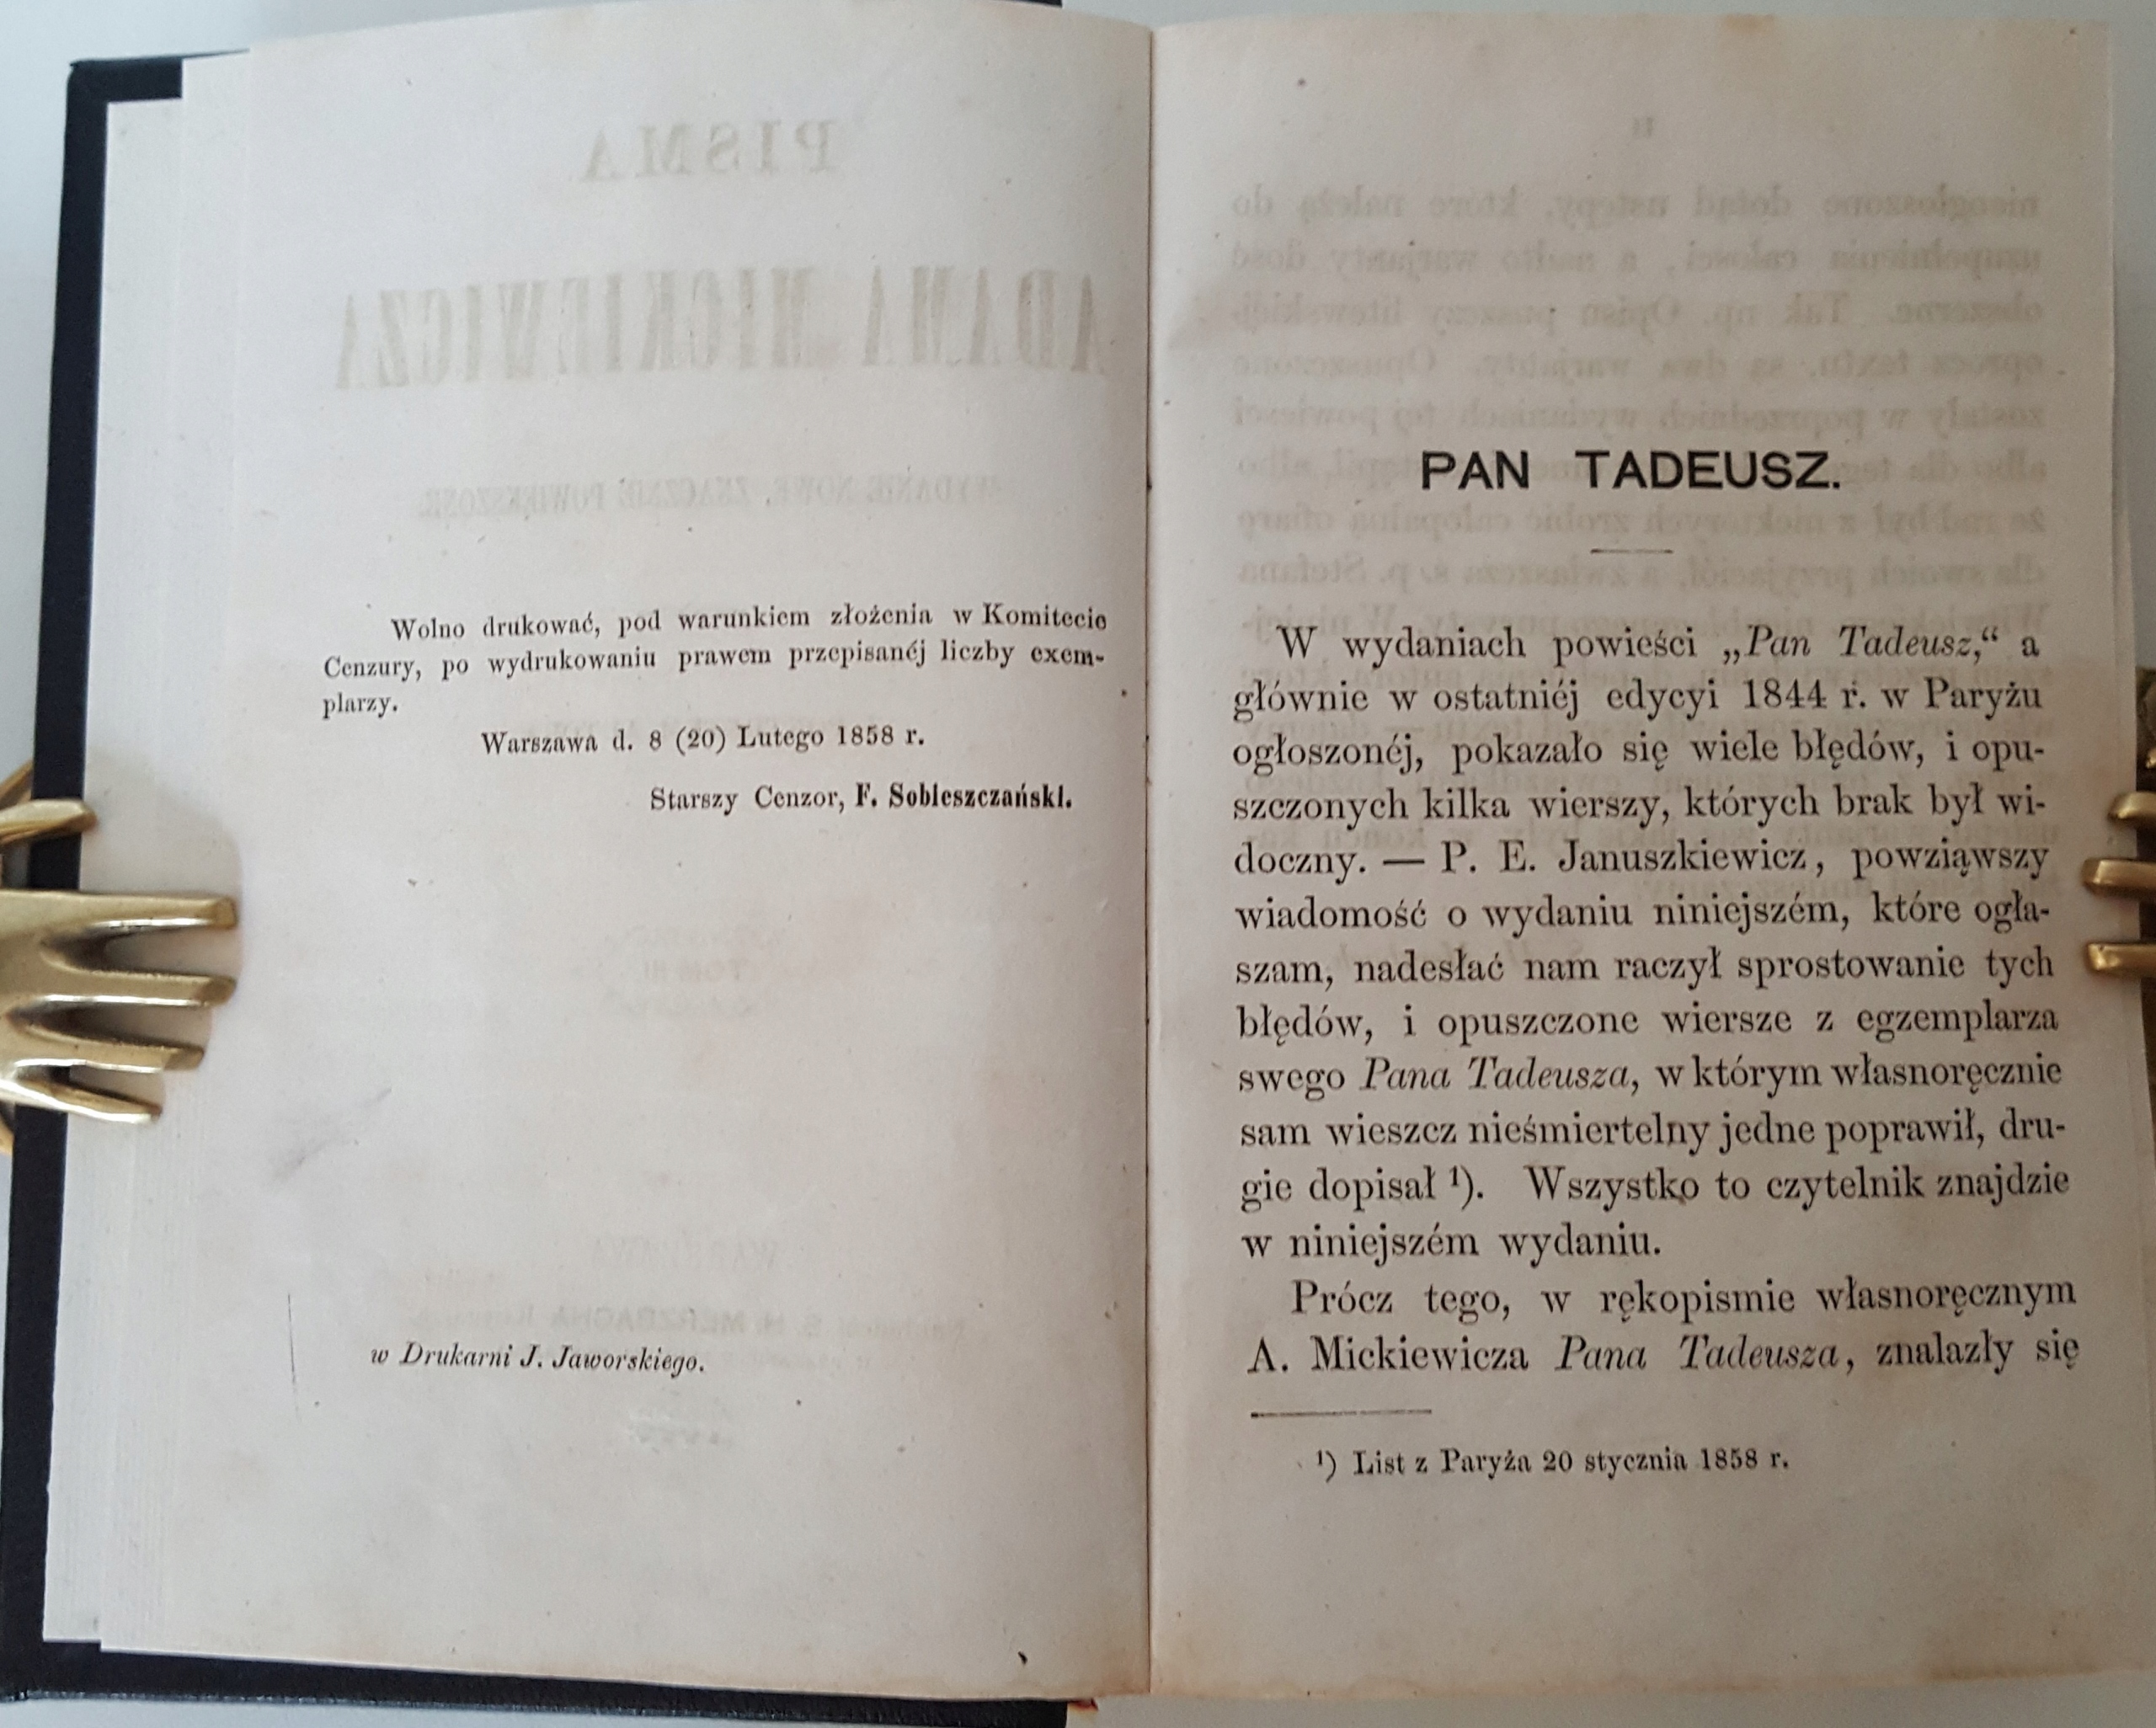 Wolno drukować, pod warunkiem złożenia w Komitecie
Cenzury, po wydrukowaniu prawem przepisanéj liczby exem-
plarzy.
Warszawa d. 8 (20) Lutego 1858 r.
Starszy Cenzor, F. Sobieszczański.
w Drukarni J. Jaworskiego.
PAN TADEUSZ.
W wydaniach powieści „Pan Tadeusz,“ a
głównie w ostatniéj edycyi 1844 r. w Paryżu
ogłoszonéj, pokazało się wiele błędów, i opu-
szczonych kilka wierszy, których brak był wi-
doczny. — P. E. Januszkiewicz, powziąwszy
wiadomość o wydaniu niniejszém, które ogła-
szam, nadesłać nam raczył sprostowanie tych
błędów, i opuszczone wiersze z egzemplarza
swego Pana Tadeusza, w którym własnoręcznie
sam wieszcz nieśmiertelny jedne poprawił, dru-
gie dopisał ¹). Wszystko to czytelnik znajdzie
w niniejszém wydaniu.
Prócz tego, w rękopismie własnoręcznym
A. Mickiewicza Pana Tadeusza, znalazły się
¹) List z Paryża 20 stycznia 1858 r.